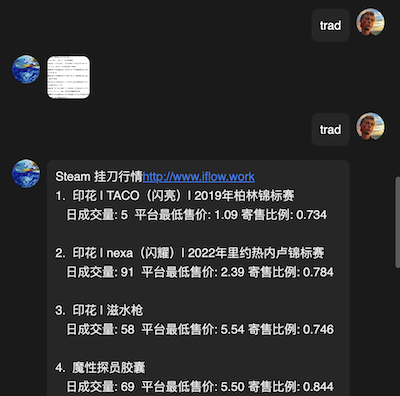 trad
trad
Steam 挂刀行情http://www.iflow.work
1. 印花 | TACO（闪亮）| 2019年柏林锦标赛
日成交量: 5 平台最低售价: 1.09 寄售比例: 0.734
2. 印花 | nexa（闪耀）| 2022年里约热内卢锦标赛
日成交量: 91 平台最低售价: 2.39 寄售比例: 0.784
3. 印花 | 滋水枪
日成交量: 58 平台最低售价: 5.54 寄售比例: 0.746
4. 魔性探员胶囊
日成交量: 69 平台最低售价: 5.50 寄售比例: 0.844